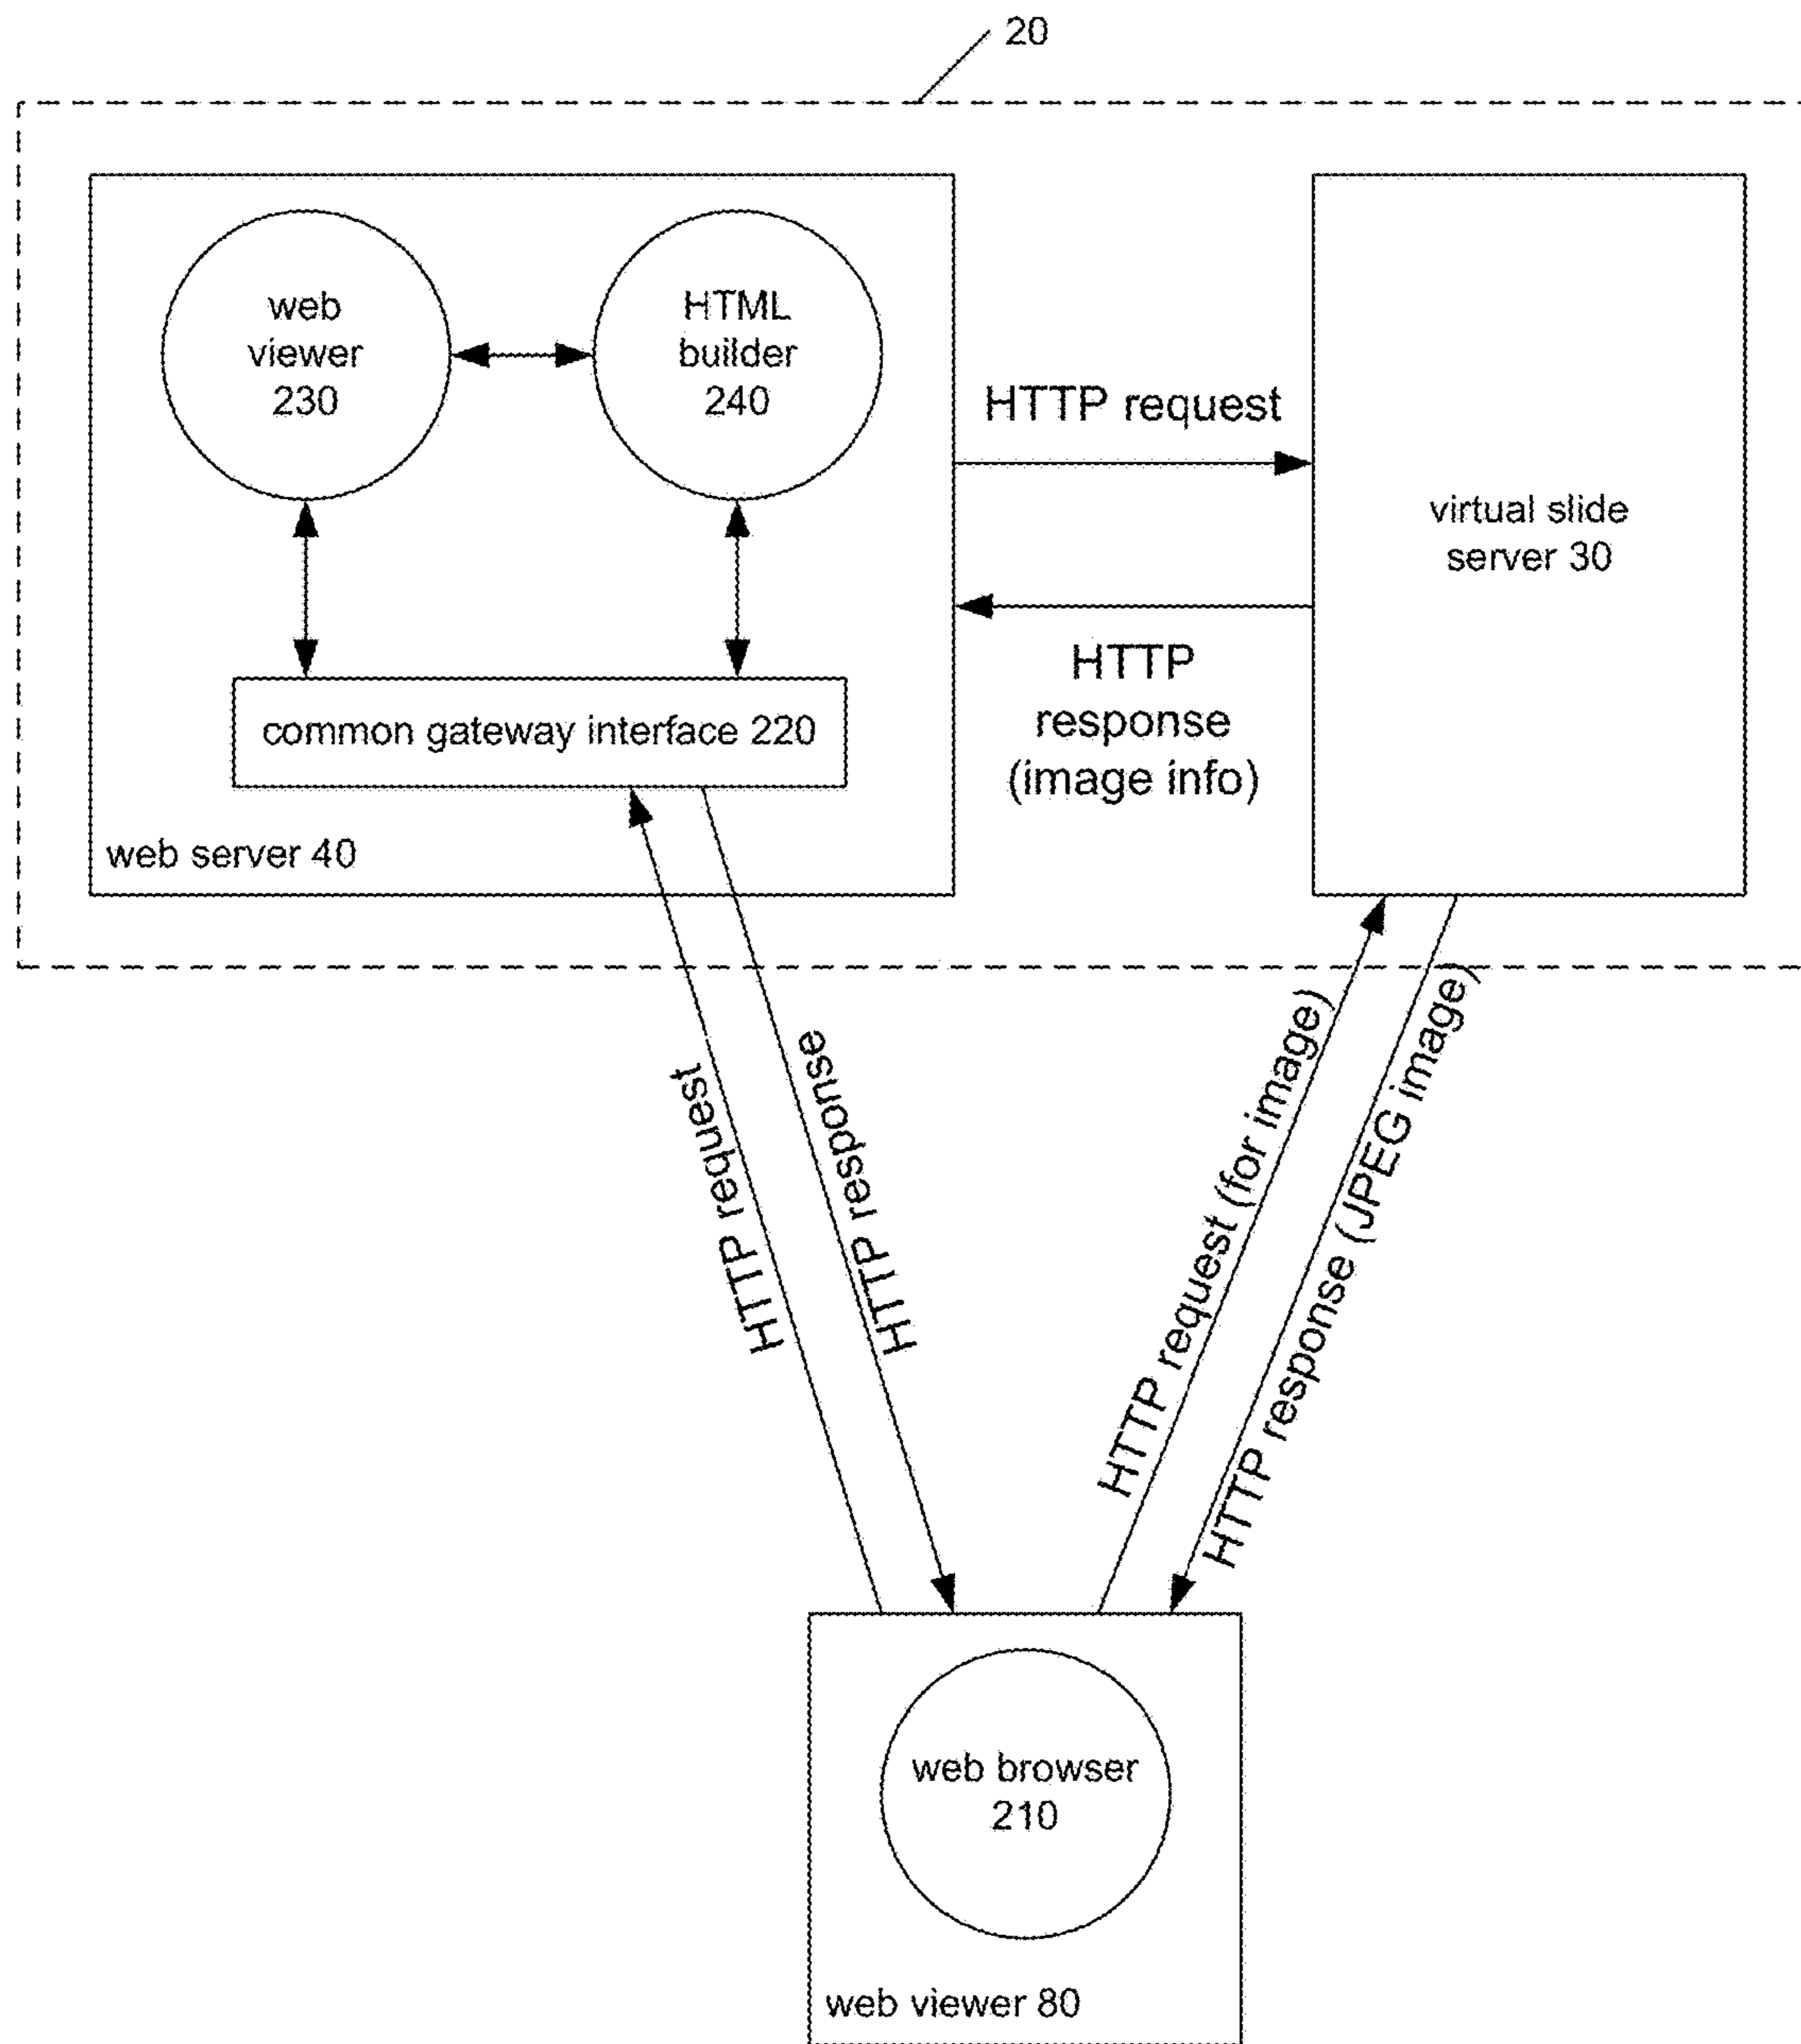 20
web
viewer
230
HTML
builder
240
HTTP request
virtual slide
server 30
HTTP
response
(image info)
common gateway interface 220
web server 40
HTTP request
HTTP response
HTTP request (for image)
HTTP response (JPEG image)
web browser
210
web viewer 80